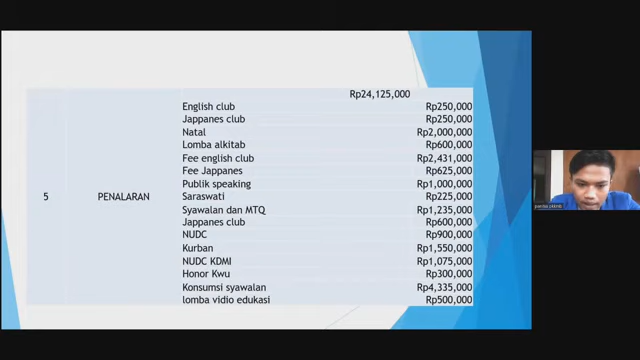 Rp24,125,000
English club Rp250,000
Jappanes club Rp250,000
Natal Rp2,000,000
Lomba alkitab Rp600,000
Fee english club Rp2,431,000
Fee Jappanes Rp625,000
Publik speaking Rp1,000,000
5 PENALARAN Saraswati Rp225,000
Syawalan dan MTQ Rp1,235,000
Jappanes club Rp600,000
NUDC Rp900,000
Kurban Rp1,550,000
NUDC KDMI Rp1,075,000
Honor Kwu Rp300,000
Konsumsi syawalan Rp4,335,000
lomba vidio edukasi Rp500,000